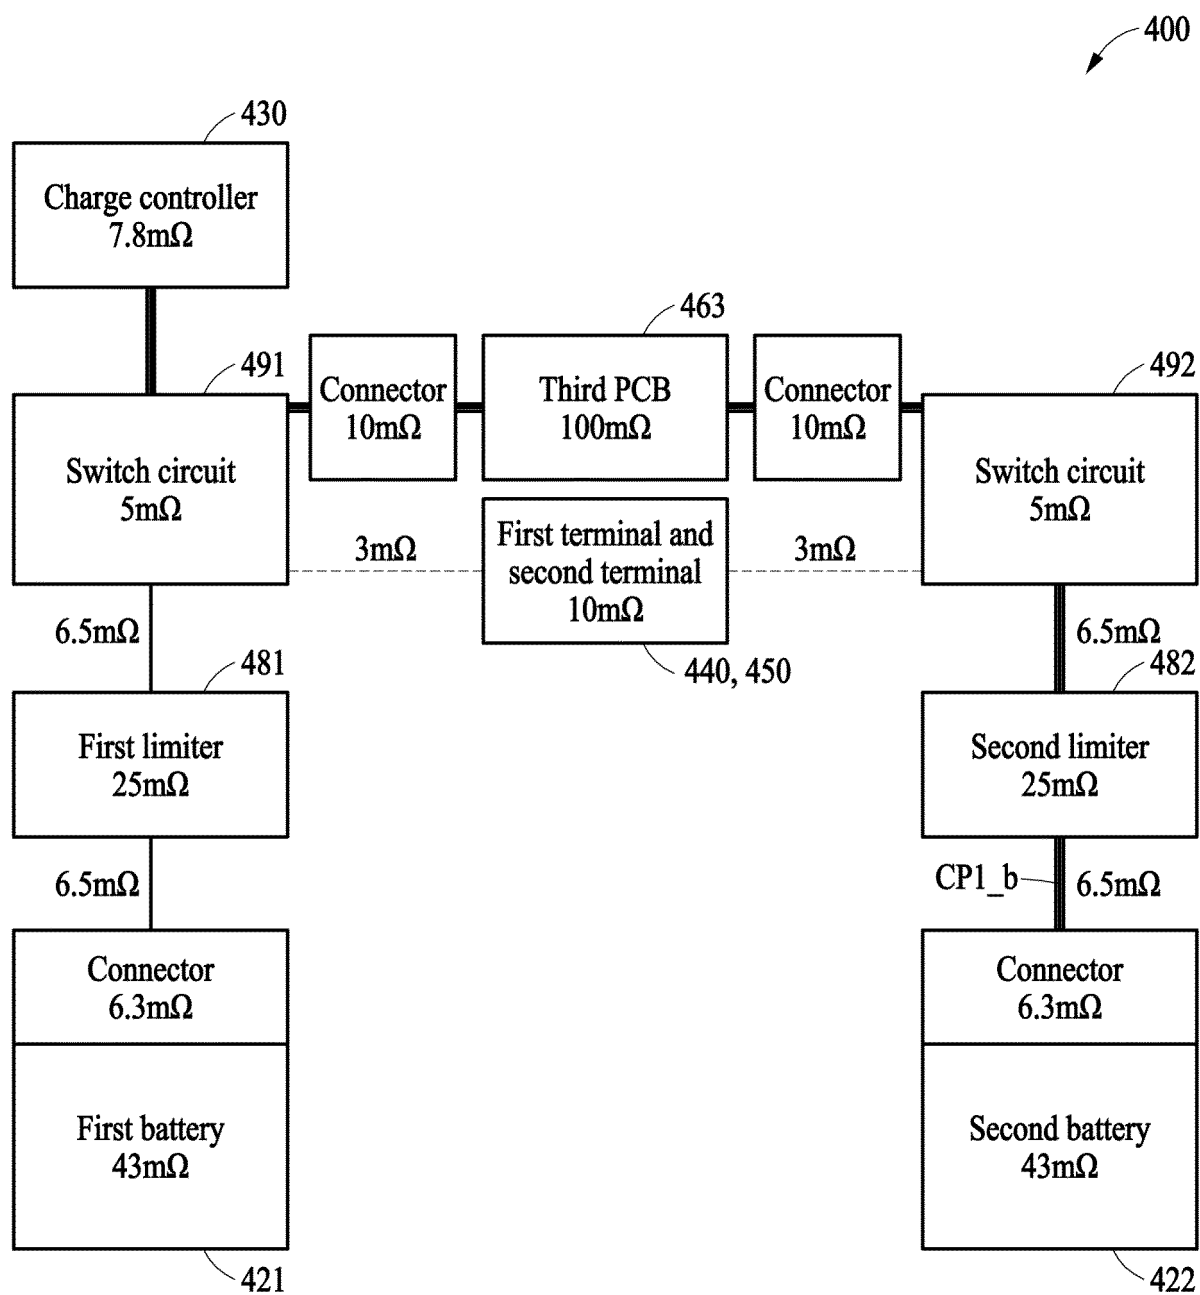 400
430
Charge controller
7.8mΩ
491
Connector
10mΩ
463
Third PCB
100mΩ
Connector
10mΩ
492
Switch circuit
5mΩ
3mΩ
First terminal and
second terminal
10mΩ
3mΩ
440, 450
Switch circuit
5mΩ
6.5mΩ
481
First limiter
25mΩ
6.5mΩ
Connector
6.3mΩ
First battery
43mΩ
421
6.5mΩ
482
Second limiter
25mΩ
CP1_b
6.5mΩ
Connector
6.3mΩ
Second battery
43mΩ
422